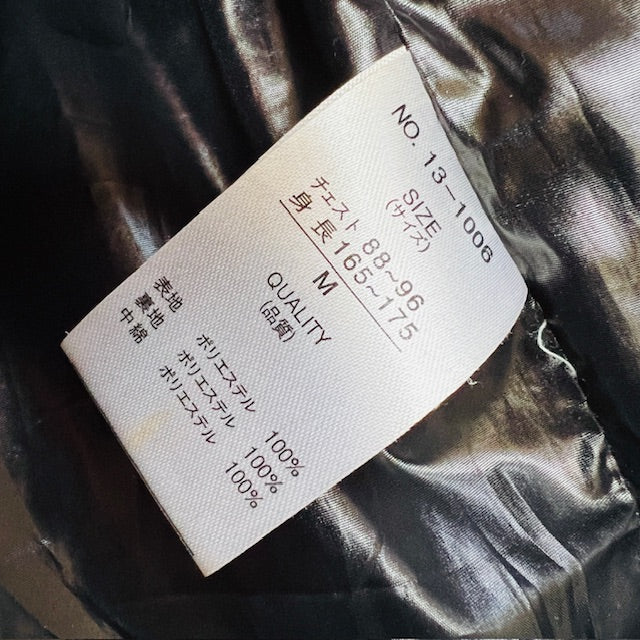 NO. 13-1006
SIZE
(サイズ)
チェスト 88~96
身長 165~175
M
QUALITY
(品質)
表地 ポリエステル 100%
裏地 ポリエステル 100%
中綿 ポリエステル 100%